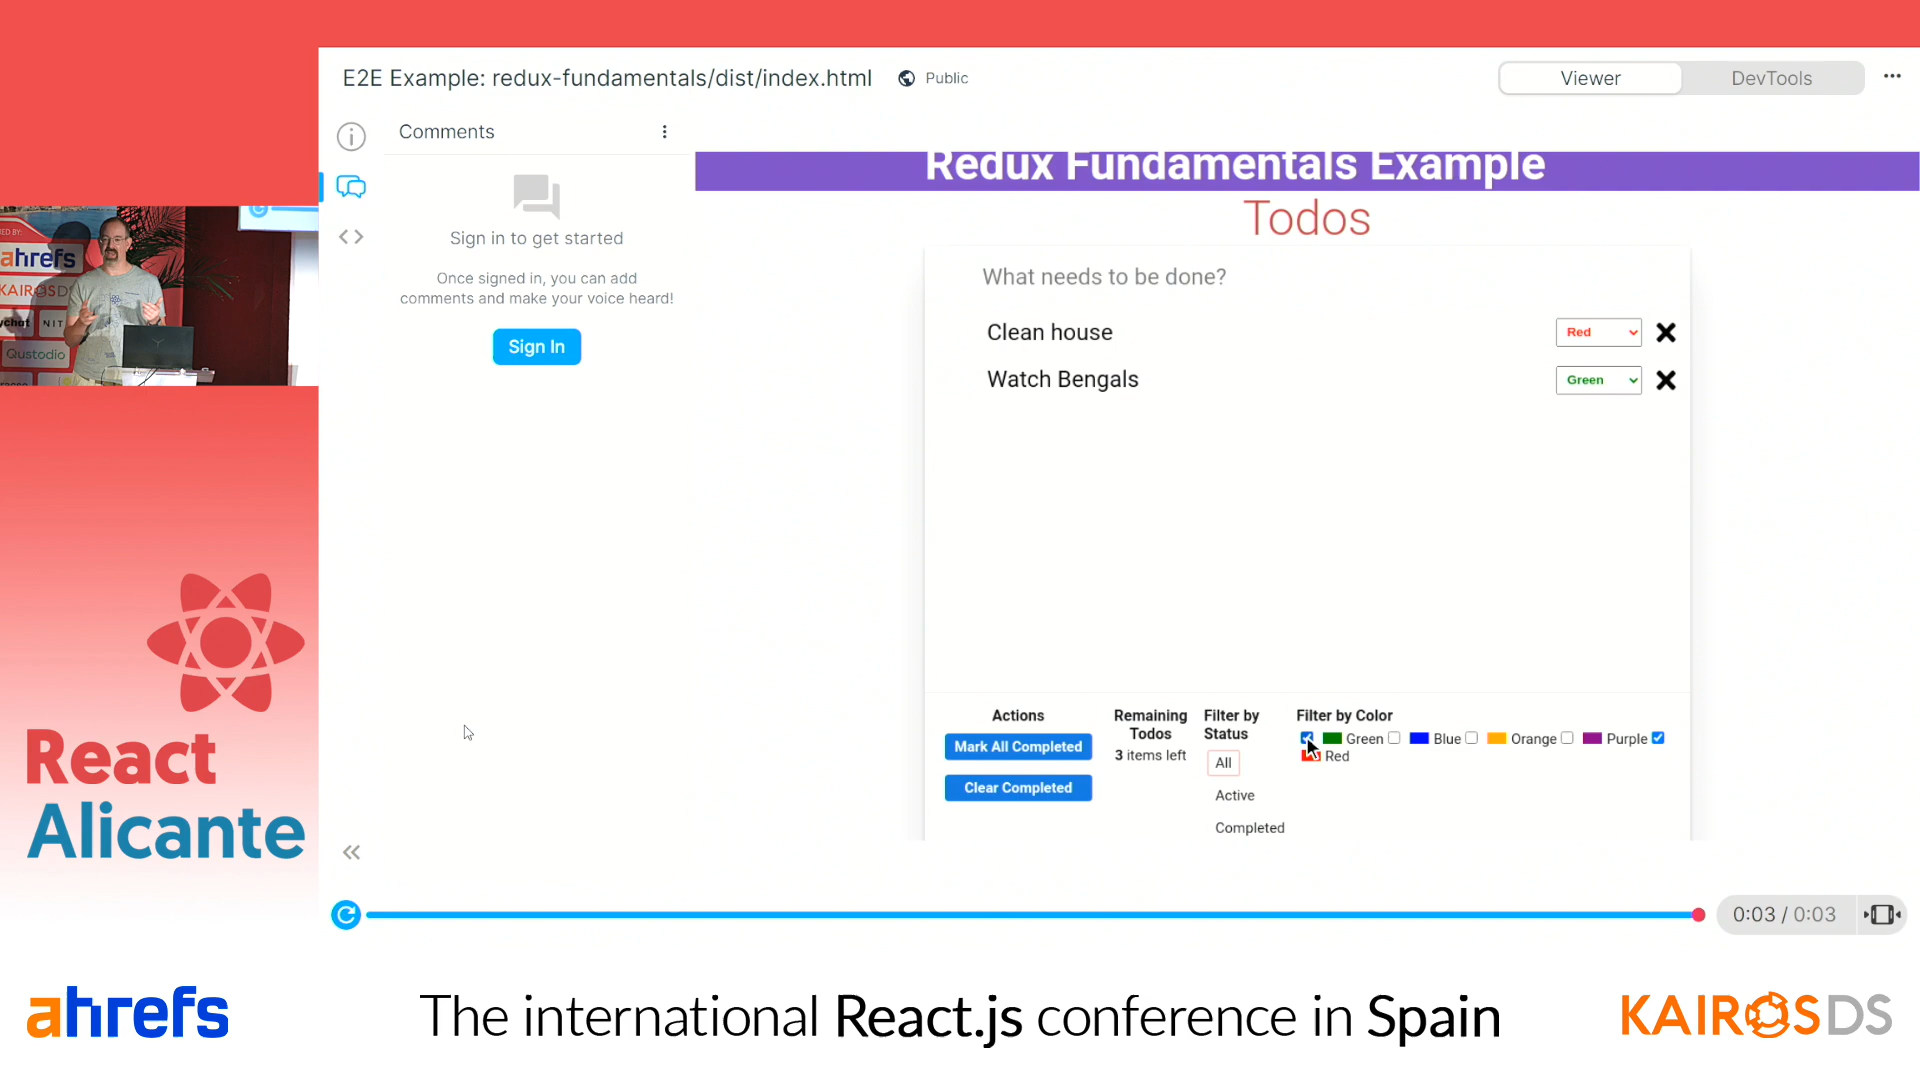 E2E Example: redux-fundamentals/dist/index.html
Public
Viewer
DevTools
Comments
Sign in to get started
Once signed in, you can add
comments and make your voice heard!
Sign In
Redux Fundamentals Example
Todos
What needs to be done?
Clean house
Red
Watch Bengals
Green
Actions
Mark All Completed
Clear Completed
Remaining
Todos
3 items left
Filter by
Status
All
Active
Completed
Filter by Color
Green
Blue
Orange
Purple
Red
0:03 / 0:03
ahrefs
KAIROSDS
NIT
Qustodio
React
Alicante
ahrefs
The international React.js conference in Spain
KAIROSDS